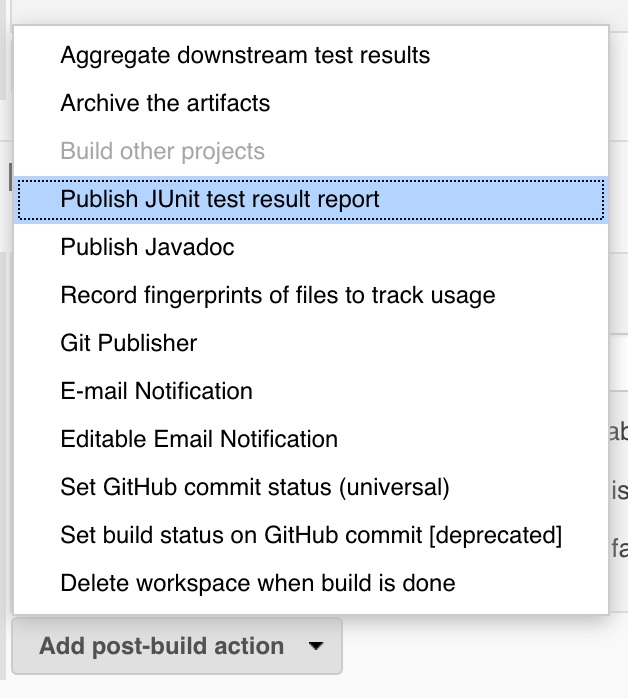 Aggregate downstream test results
Archive the artifacts
Build other projects
Publish JUnit test result report
Publish Javadoc
Record fingerprints of files to track usage
Git Publisher
E-mail Notification
Editable Email Notification
Set GitHub commit status (universal)
Set build status on GitHub commit [deprecated]
Delete workspace when build is done
Add post-build action